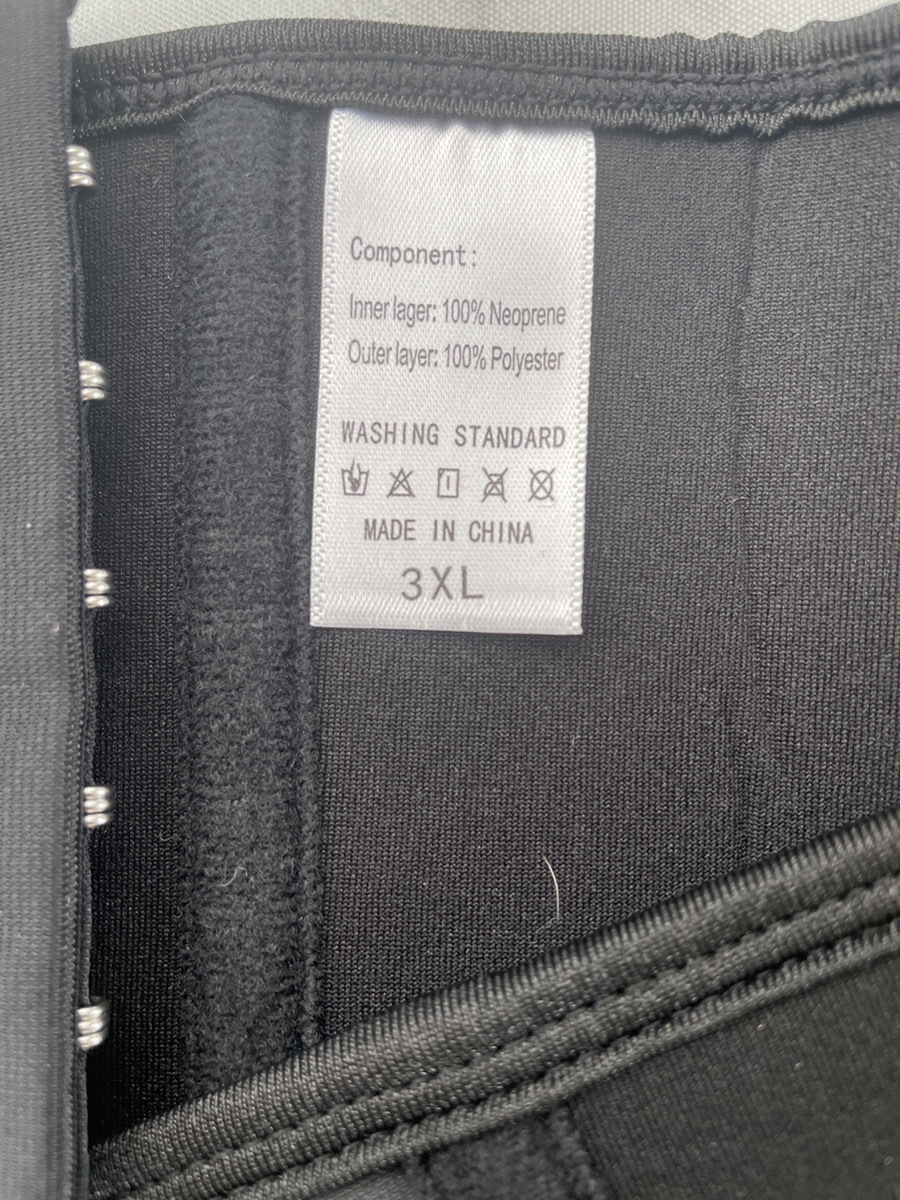 Component:
Inner lager: 100% Neoprene
Outer layer: 100% Polyester
WASHING STANDARD
MADE IN CHINA
3XL